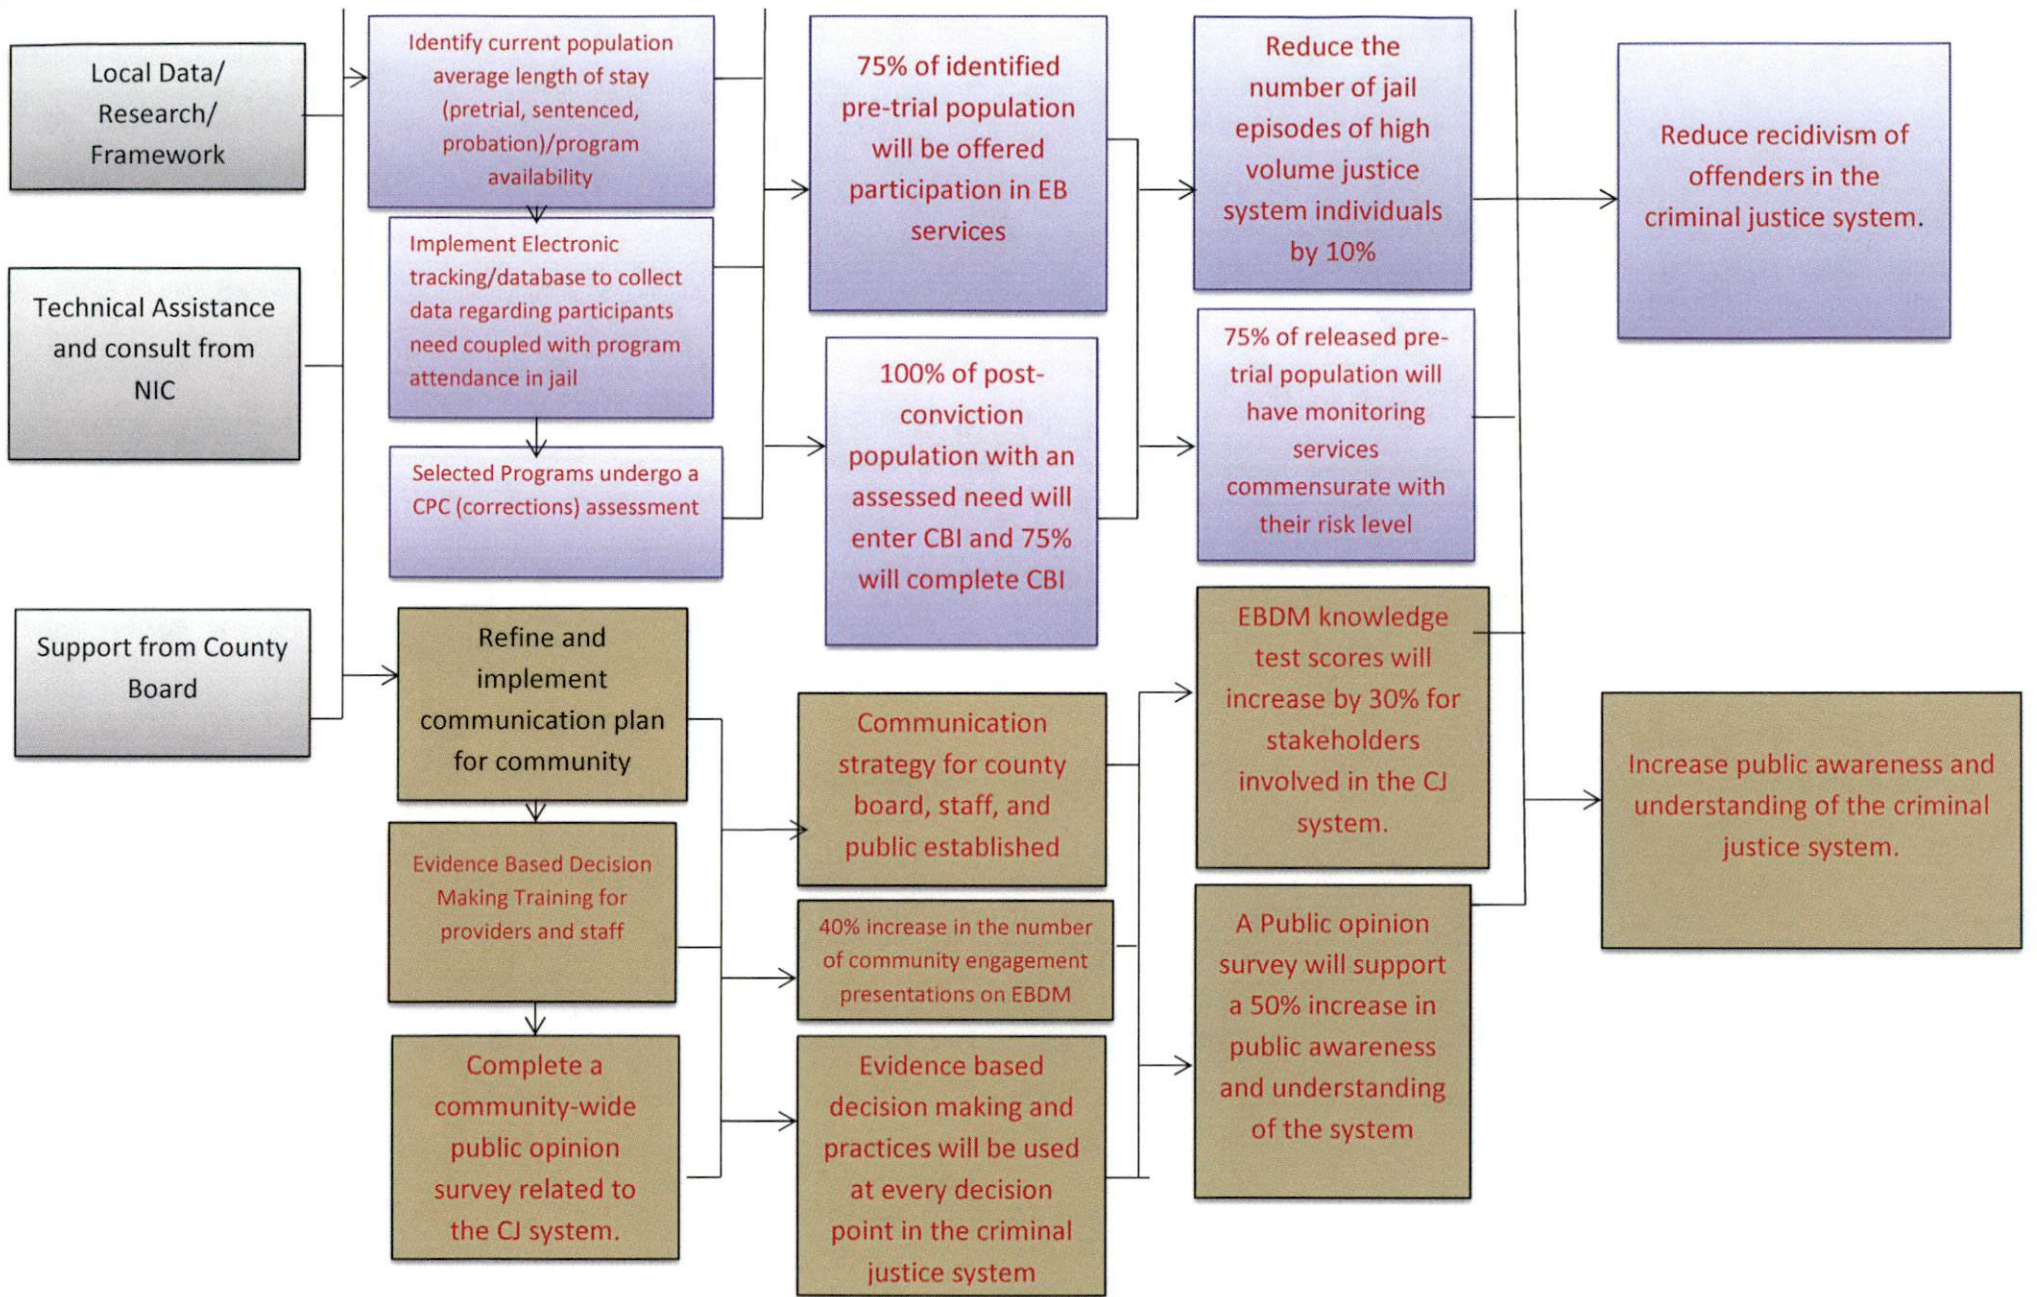 Local Data/
Research/
Framework
Technical Assistance
and consult from
NIC
Support from County
Board
Identify current population
average length of stay
(pretrial, sentenced,
probation)/program
availability
Implement Electronic
tracking/database to collect
data regarding participants
need coupled with program
attendance in jail
Selected Programs undergo a
CPC (corrections) assessment
Refine and
implement
communication plan
for community
Evidence Based Decision
Making Training for
providers and staff
Complete a
community-wide
public opinion
survey related to
the CJ system.
75% of identified
pre-trial population
will be offered
participation in EB
services
100% of post-
conviction
population with an
assessed need will
enter CBI and 75%
will complete CBI
Communication
strategy for county
board, staff, and
public established
40% increase in the number
of community engagement
presentations on EBDM
Evidence based
decision making and
practices will be used
at every decision
point in the criminal
justice system
Reduce the
number of jail
episodes of high
volume justice
system individuals
by 10%
75% of released pre-
trial population will
have monitoring
services
commensurate with
their risk level
EBDM knowledge
test scores will
increase by 30% for
stakeholders
involved in the CJ
system.
A Public opinion
survey will support
a 50% increase in
public awareness
and understanding
of the system
Reduce recidivism of
offenders in the
criminal justice system.
Increase public awareness and
understanding of the criminal
justice system.